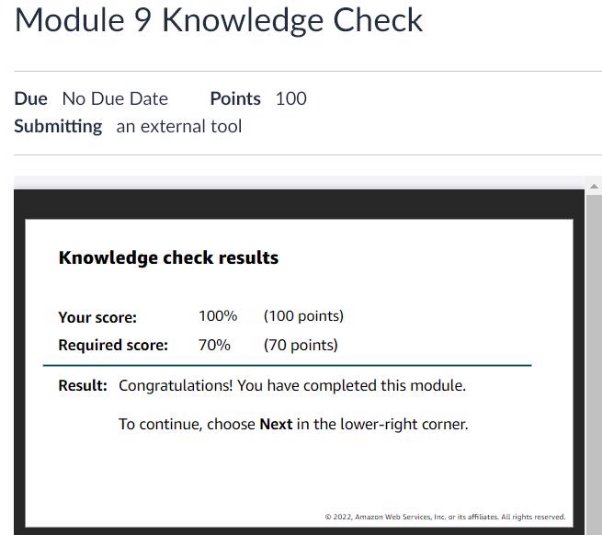 Module 9 Knowledge Check
Due No Due Date Points 100
Submitting an external tool
Knowledge check results
Your score: 100% (100 points)
Required score: 70% (70 points)
Result: Congratulations! You have completed this module.
To continue, choose Next in the lower-right corner.
© 2022, Amazon Web Services, Inc. or its affiliates. All rights reserved.